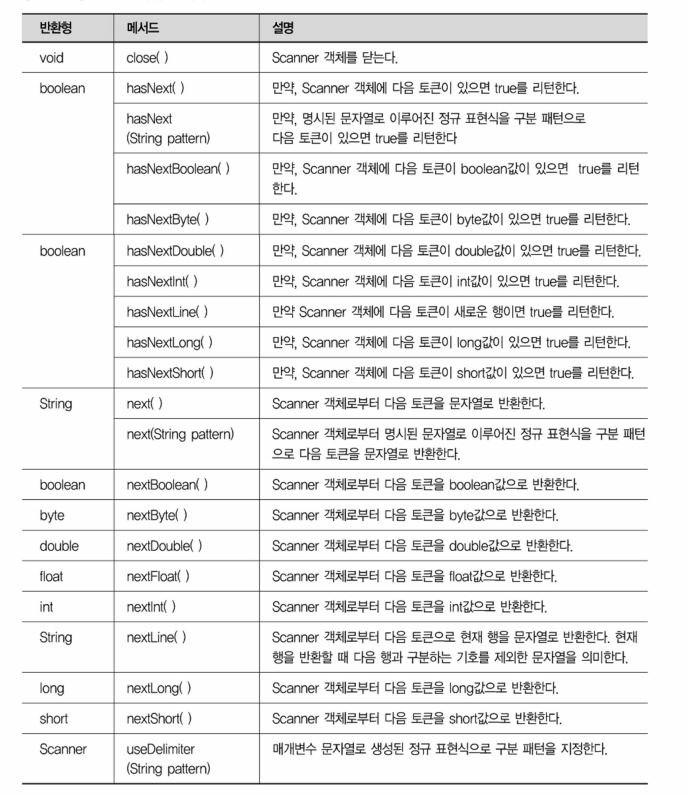 반환형 메서드 설명
void close( ) Scanner 객체를 닫는다.
boolean hasNext( ) 만약, Scanner 객체에 다음 토큰이 있으면 true를 리턴한다.
hasNext 만약, 명시된 문자열로 이루어진 정규 표현식을 구분 패턴으로
(String pattern) 다음 토큰이 있으면 true를 리턴한다
hasNextBoolean( ) 만약, Scanner 객체에 다음 토큰이 boolean값이 있으면 true를 리턴
한다.
hasNextByte( ) 만약, Scanner 객체에 다음 토큰이 byte값이 있으면 true를 리턴한다.
boolean hasNextDouble( ) 만약, Scanner 객체에 다음 토큰이 double값이 있으면 true를 리턴한다.
hasNextInt( ) 만약, Scanner 객체에 다음 토큰이 int값이 있으면 true를 리턴한다.
hasNextLine( ) 만약 Scanner 객체에 다음 토큰이 새로운 행이면 true를 리턴한다.
hasNextLong( ) 만약, Scanner 객체에 다음 토큰이 long값이 있으면 true를 리턴한다.
hasNextShort( ) 만약, Scanner 객체에 다음 토큰이 short값이 있으면 true를 리턴한다.
String next( ) Scanner 객체로부터 다음 토큰을 문자열로 반환한다.
next(String pattern) Scanner 객체로부터 명시된 문자열로 이루어진 정규 표현식을 구분 패턴
으로 다음 토큰을 문자열로 반환한다.
boolean nextBoolean( ) Scanner 객체로부터 다음 토큰을 boolean값으로 반환한다.
byte nextByte( ) Scanner 객체로부터 다음 토큰을 byte값으로 반환한다.
double nextDouble( ) Scanner 객체로부터 다음 토큰을 double값으로 반환한다.
float nextFloat( ) Scanner 객체로부터 다음 토큰을 float값으로 반환한다.
int nextInt( ) Scanner 객체로부터 다음 토큰을 int값으로 반환한다.
String nextLine( ) Scanner 객체로부터 다음 토큰으로 현재 행을 문자열로 반환한다. 현재
행을 반환할 때 다음 행과 구분하는 기호를 제외한 문자열을 의미한다.
long nextLong( ) Scanner 객체로부터 다음 토큰을 long값으로 반환한다.
short nextShort( ) Scanner 객체로부터 다음 토큰을 short값으로 반환한다.
Scanner useDelimiter 매개변수 문자열로 생성된 정규 표현식으로 구분 패턴을 지정한다.
(String pattern)